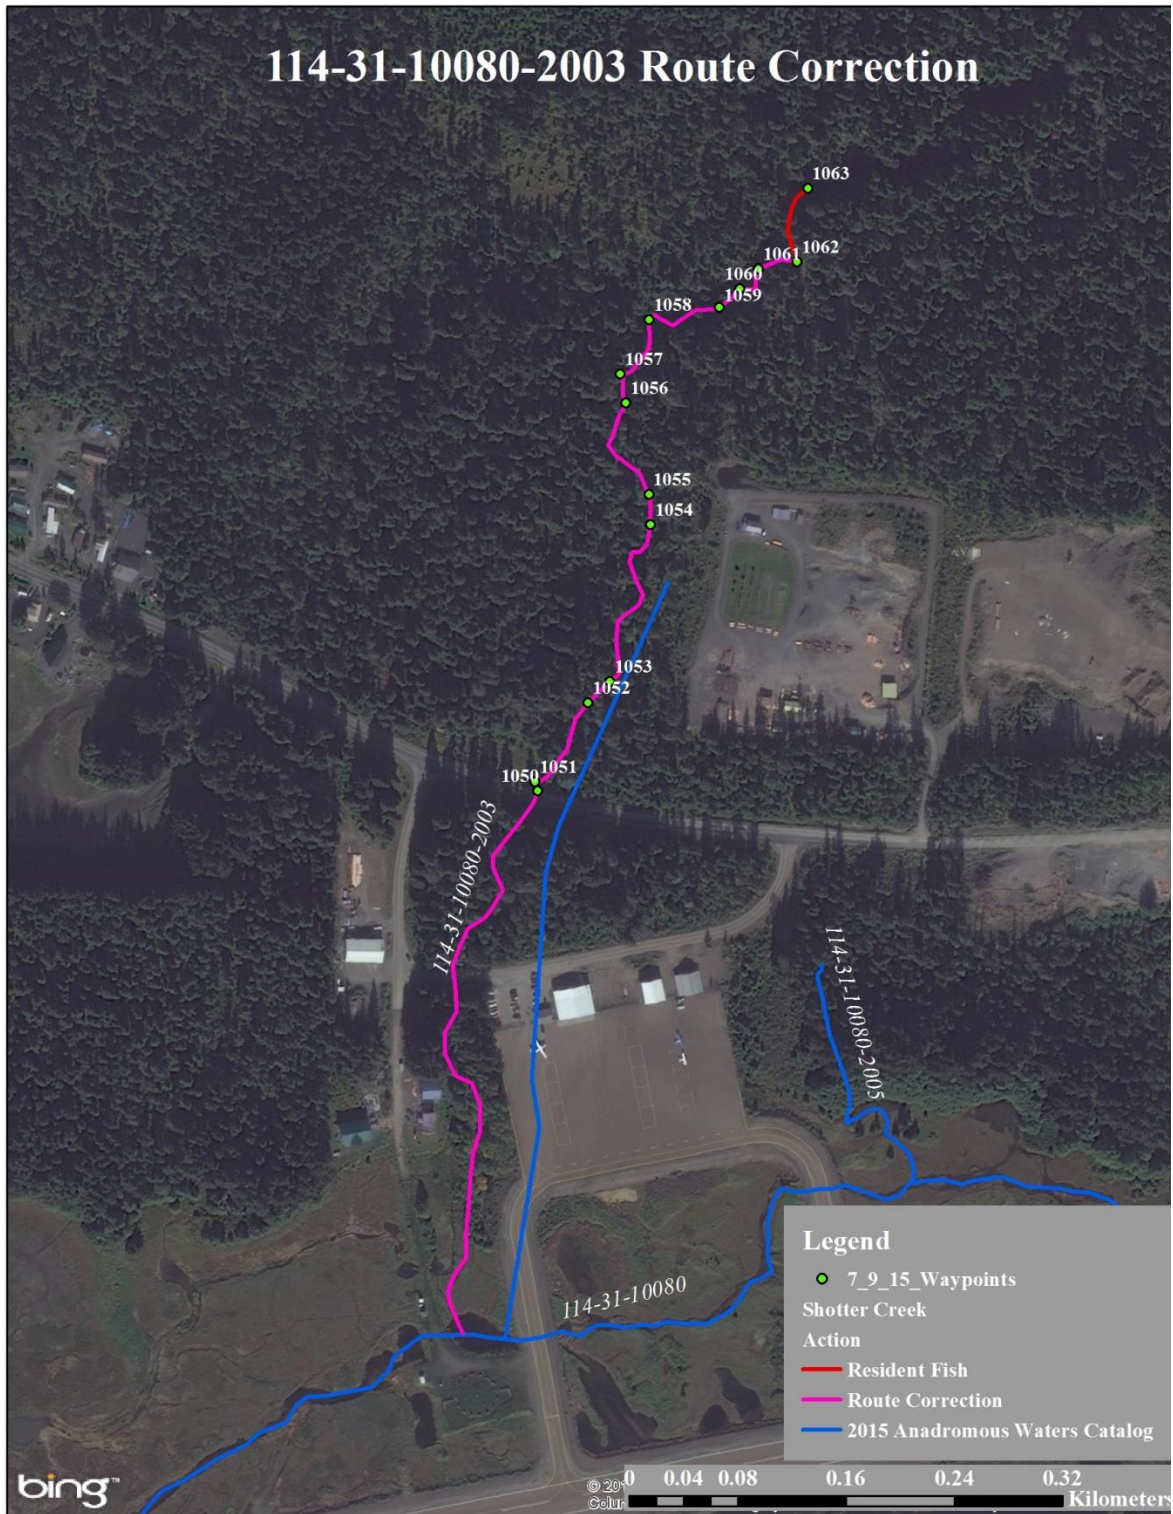 114-31-10080-2003 Route Correction
1063
1062
1061
1060
1059
1058
1057
1056
1055
1054
1053
1052
1051
1050
114-31-10080-2003
114-31-10080-2005
114-31-10080
Legend
7_9_15_Waypoints
Shotter Creek
Action
Resident Fish
Route Correction
2015 Anadromous Waters Catalog
bing™
0 0.04 0.08 0.16 0.24 0.32
Kilometers